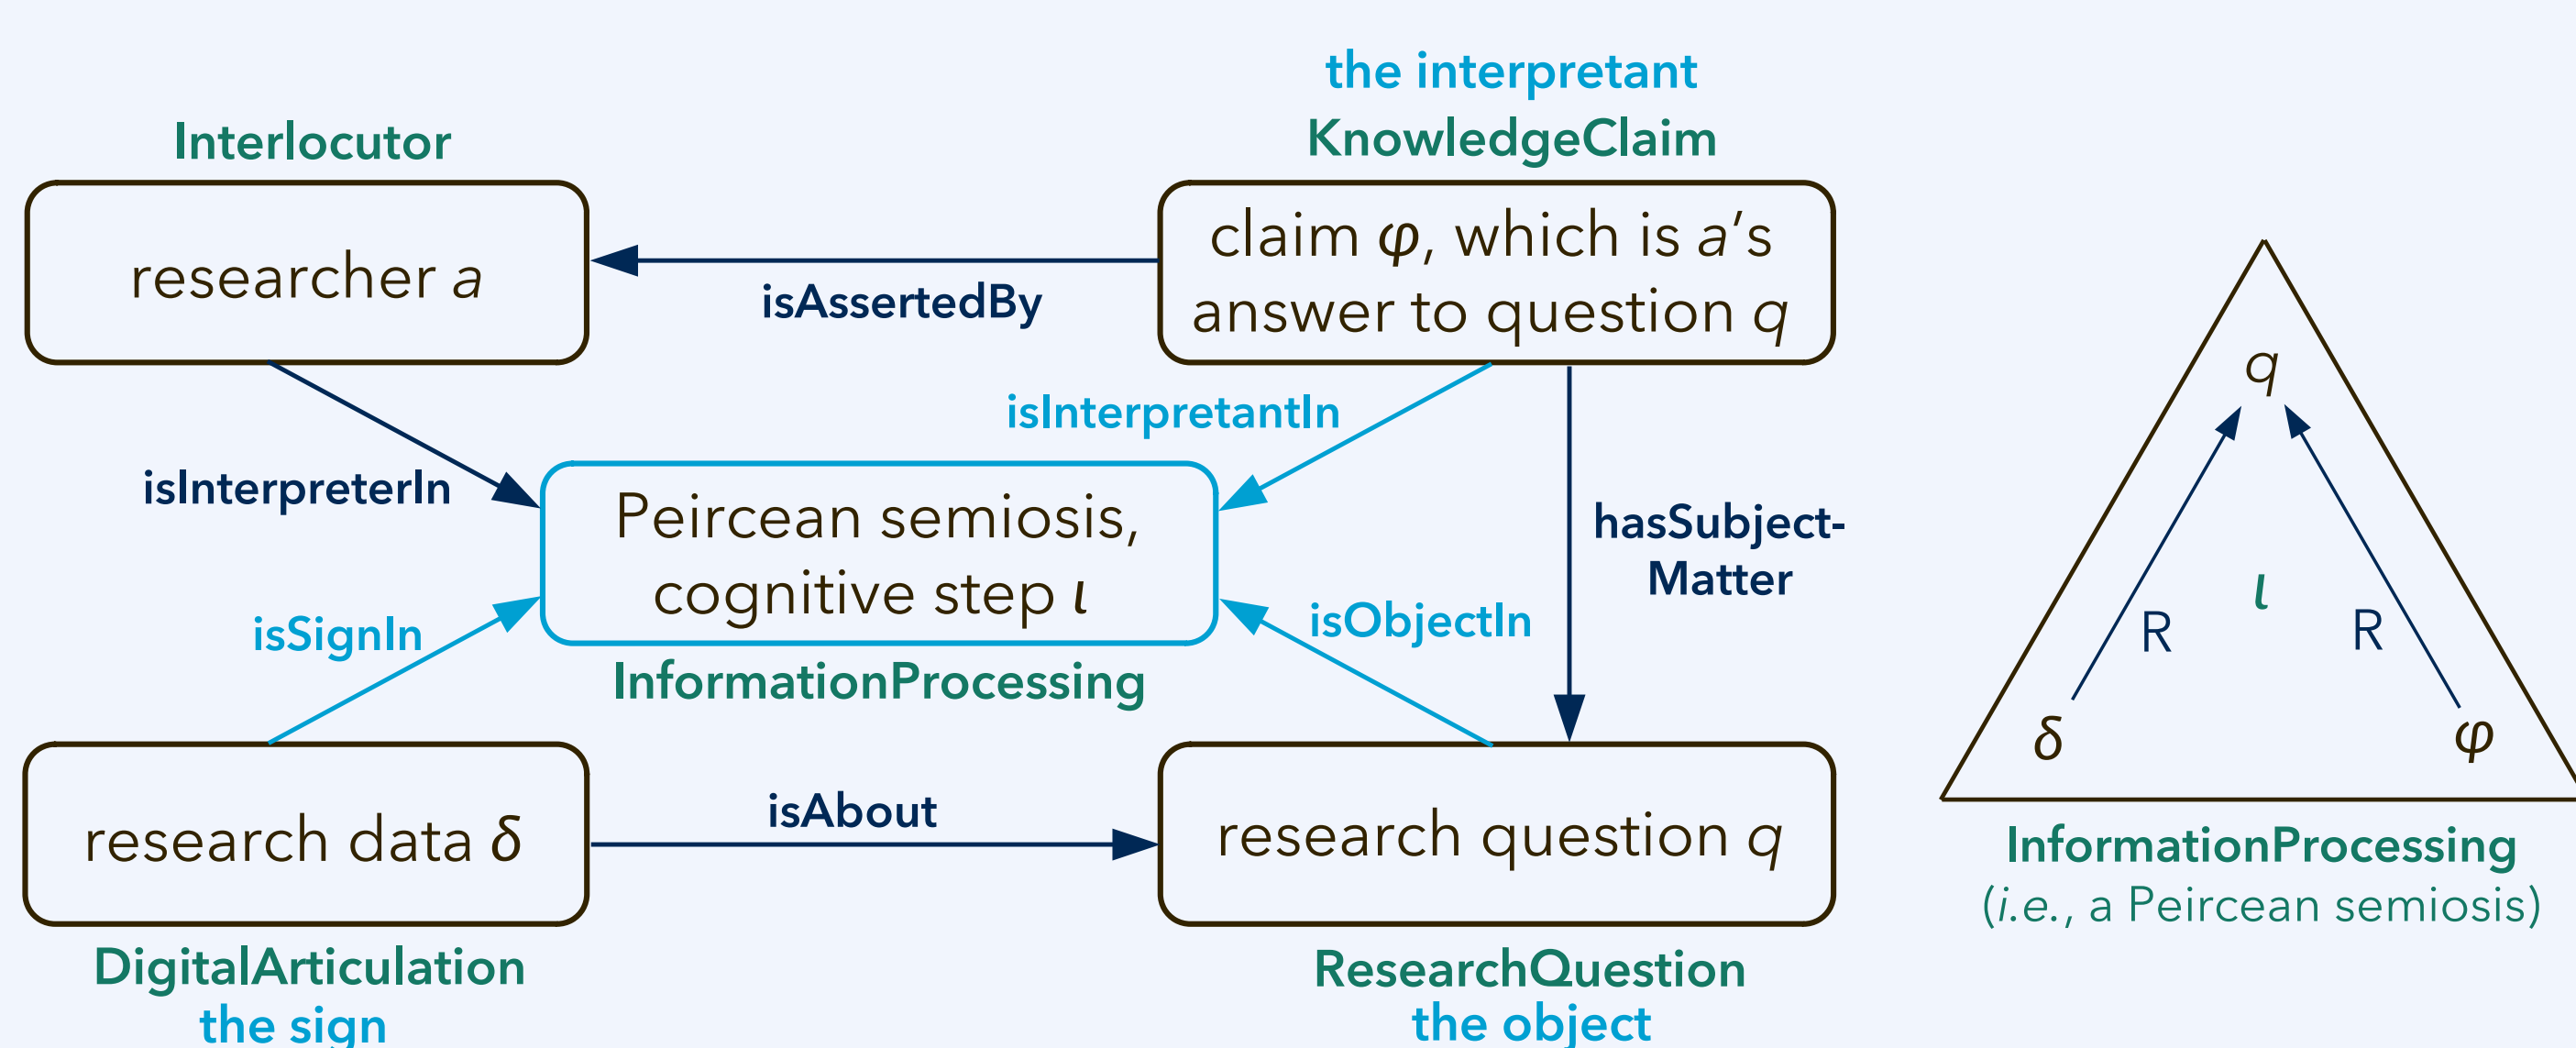 the interpretant
Interlocutor
KnowledgeClaim
researcher a
claim φ, which is a's
answer to question q
isAssertedBy
isInterpretantIn
isInterpreterIn
Peircean semiosis,
cognitive step ι
hasSubject-
Matter
isSignIn
isObjectIn
InformationProcessing
research data δ
isAbout
research question q
DigitalArticulation
the sign
ResearchQuestion
the object
q
ι
R
R
δ
φ
InformationProcessing
(i.e., a Peircean semiosis)